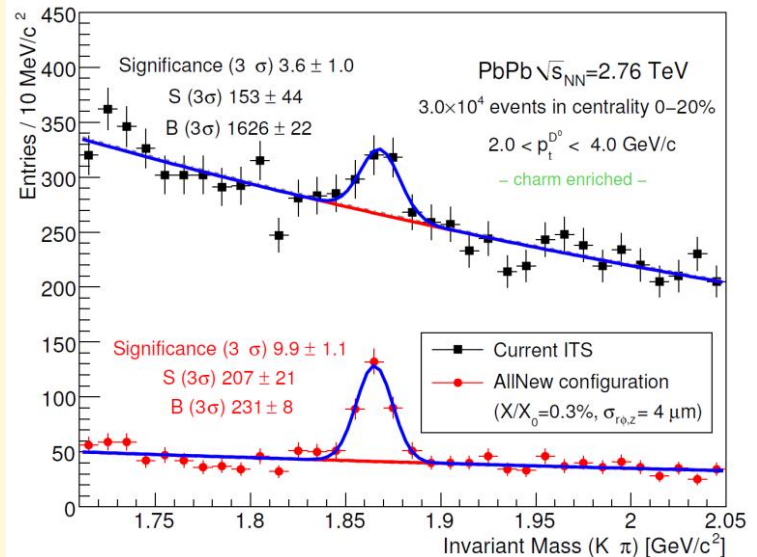 Entries / 10 MeV/c²
450
400
350
300
250
200
150
100
50
0
Significance (3 σ) 3.6 ± 1.0
S (3σ) 153 ± 44
B (3σ) 1626 ± 22
PbPb √s_NN=2.76 TeV
3.0×10⁴ events in centrality 0–20%
2.0 < p_t^D⁰ < 4.0 GeV/c
– charm enriched –
Significance (3 σ) 9.9 ± 1.1
S (3σ) 207 ± 21
B (3σ) 231 ± 8
Current ITS
AllNew configuration
(X/X₀=0.3%, σ_rϕ,z= 4 μm)
1.75 1.8 1.85 1.9 1.95 2 2.05
Invariant Mass (K π) [GeV/c²]